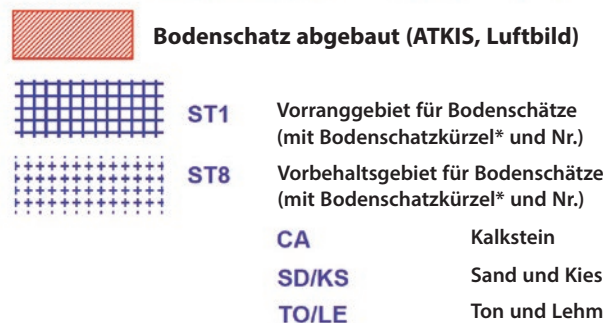 Bodenschatz abgebaut (ATKIS, Luftbild)
ST1 Vorranggebiet für Bodenschätze
(mit Bodenschatzkürzel* und Nr.)
ST8 Vorbehaltsgebiet für Bodenschätze
(mit Bodenschatzkürzel* und Nr.)
CA Kalkstein
SD/KS Sand und Kies
TO/LE Ton und Lehm